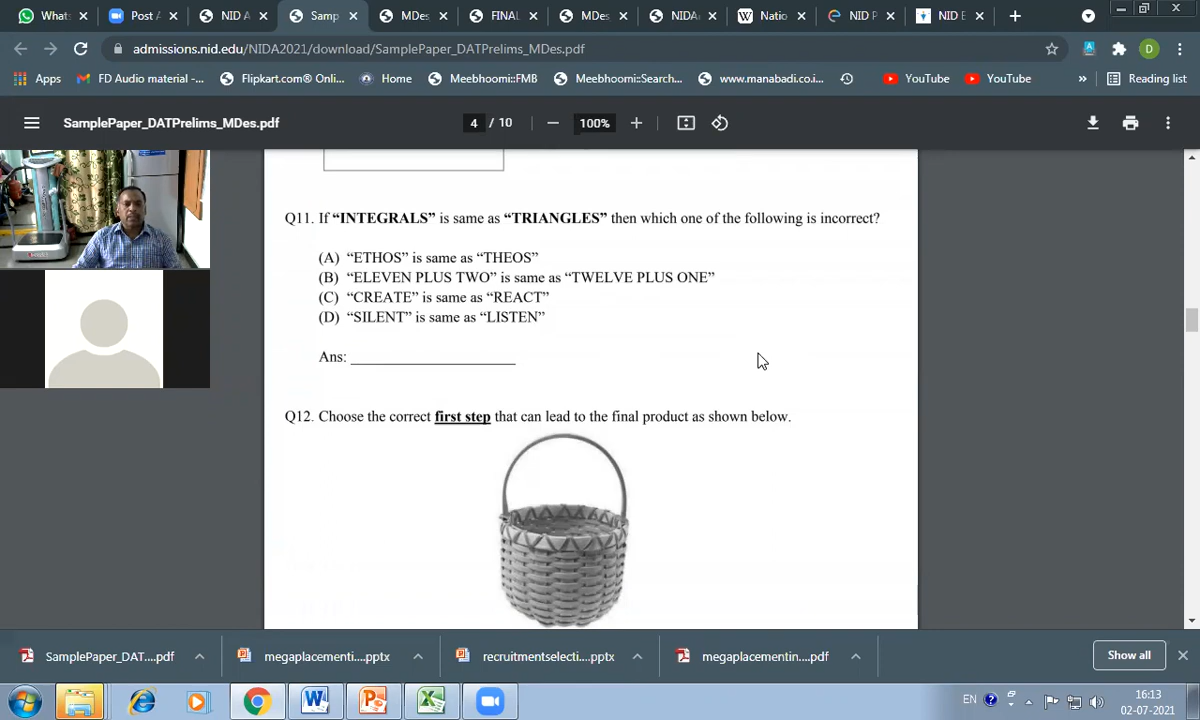 Whats
Post A
NID A
Samp
MDes
FINAL
MDes
NIDA
Natio
NID P
NID E
admissions.nid.edu/NIDA2021/download/SamplePaper_DATPrelims_MDes.pdf
D
Apps
FD Audio material -...
Flipkart.com® Onli...
Home
Meebhoomi::FMB
Meebhoomi::Search...
www.manabadi.co.i...
YouTube
YouTube
»
Reading list
SamplePaper_DATPrelims_MDes.pdf
4 / 10
100%
Q11. If “INTEGRALS” is same as “TRIANGLES” then which one of the following is incorrect?
(A) “ETHOS” is same as “THEOS”
(B) “ELEVEN PLUS TWO” is same as “TWELVE PLUS ONE”
(C) “CREATE” is same as “REACT”
(D) “SILENT” is same as “LISTEN”
Ans: ______________________
Q12. Choose the correct first step that can lead to the final product as shown below.
SamplePaper_DAT....pdf
megaplacementi....pptx
recruitmentselecti....pptx
megaplacementin....pdf
Show all
EN
16:13
02-07-2021